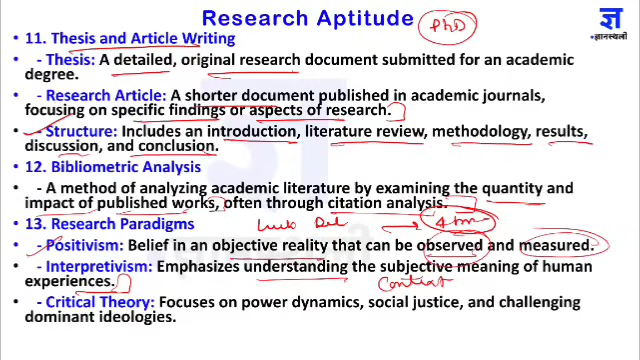 Research Aptitude
PhD
ज्ञ
ज्ञानस्थली
11. Thesis and Article Writing
- Thesis: A detailed, original research document submitted for an academic
degree.
- Research Article: A shorter document published in academic journals,
focusing on specific findings or aspects of research.
- Structure: Includes an introduction, literature review, methodology, results,
discussion, and conclusion.
12. Bibliometric Analysis
- A method of analyzing academic literature by examining the quantity and
impact of published works, often through citation analysis.
13. Research Paradigms
- Positivism: Belief in an objective reality that can be observed and measured.
- Interpretivism: Emphasizes understanding the subjective meaning of human
experiences.
- Critical Theory: Focuses on power dynamics, social justice, and challenging
dominant ideologies.